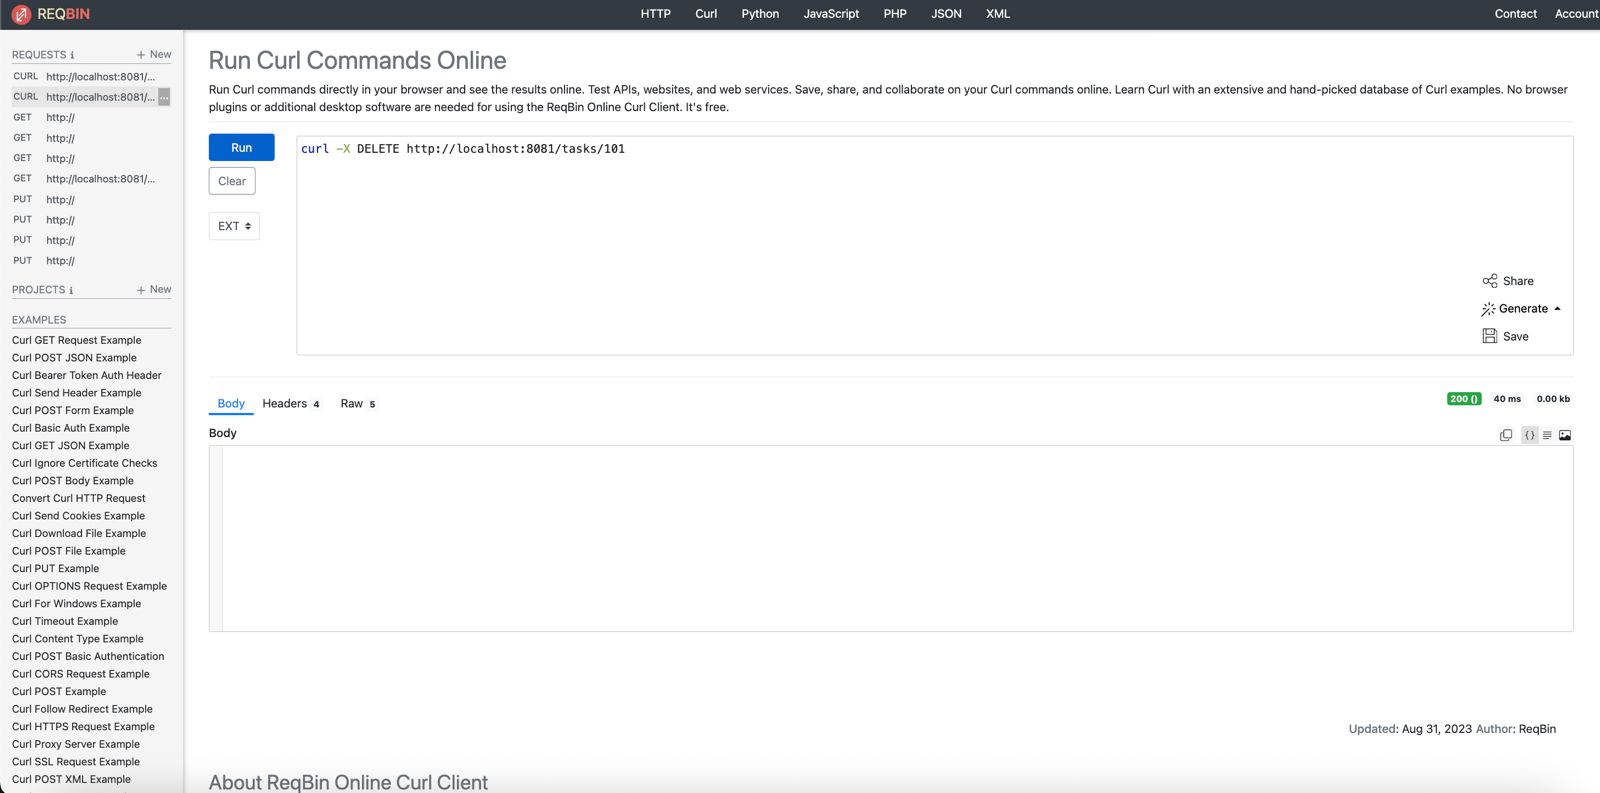 REQBIN
HTTP Curl Python JavaScript PHP JSON XML
Contact Account
REQUESTS + New
CURL http://localhost:8081/...
CURL http://localhost:8081/... ...
GET http://
GET http://
GET http://
GET http://localhost:8081/...
PUT http://
PUT http://
PUT http://
PUT http://
PROJECTS + New
EXAMPLES
Curl GET Request Example
Curl POST JSON Example
Curl Bearer Token Auth Header
Curl Send Header Example
Curl POST Form Example
Curl Basic Auth Example
Curl GET JSON Example
Curl Ignore Certificate Checks
Curl POST Body Example
Convert Curl HTTP Request
Curl Send Cookies Example
Curl Download File Example
Curl POST File Example
Curl PUT Example
Curl OPTIONS Request Example
Curl For Windows Example
Curl Timeout Example
Curl Content Type Example
Curl POST Basic Authentication
Curl CORS Request Example
Curl POST Example
Curl Follow Redirect Example
Curl HTTPS Request Example
Curl Proxy Server Example
Curl SSL Request Example
Curl POST XML Example
Run Curl Commands Online
Run Curl commands directly in your browser and see the results online. Test APIs, websites, and web services. Save, share, and collaborate on your Curl commands online. Learn Curl with an extensive and hand-picked database of Curl examples. No browser
plugins or additional desktop software are needed for using the ReqBin Online Curl Client. It's free.
Run
Clear
EXT
curl -X DELETE http://localhost:8081/tasks/101
Share
Generate
Save
Body Headers 4 Raw 5
200 () 40 ms 0.00 kb
Body
{}
Updated: Aug 31, 2023 Author: ReqBin
About ReqBin Online Curl Client